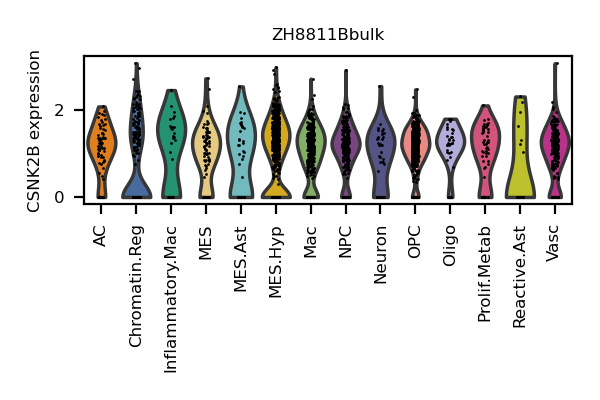 ZH8811Bbulk
CSNK2B expression
2
0
AC
Chromatin.Reg
Inflammatory.Mac
MES
MES.Ast
MES.Hyp
Mac
NPC
Neuron
OPC
Oligo
Prolif.Metab
Reactive.Ast
Vasc